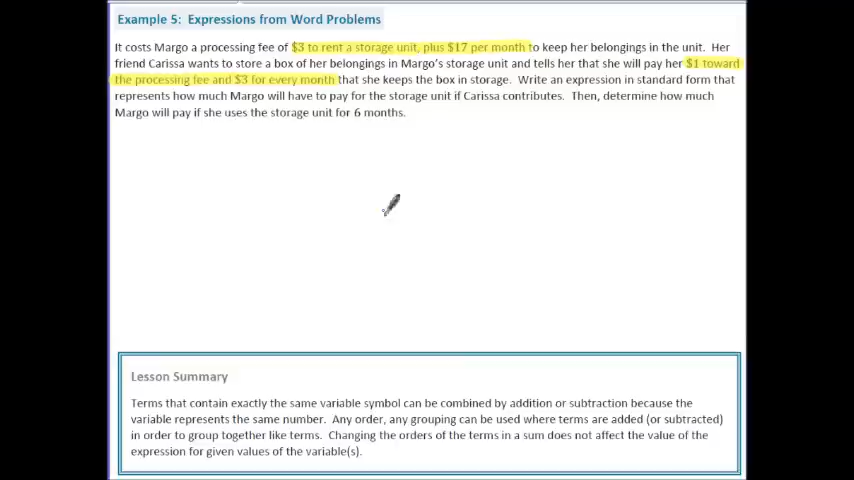 Example 5:  Expressions from Word Problems
It costs Margo a processing fee of $3 to rent a storage unit, plus $17 per month to keep her belongings in the unit.  Her
friend Carissa wants to store a box of her belongings in Margo's storage unit and tells her that she will pay her $1 toward
the processing fee and $3 for every month that she keeps the box in storage.  Write an expression in standard form that
represents how much Margo will have to pay for the storage unit if Carissa contributes.  Then, determine how much
Margo will pay if she uses the storage unit for 6 months.
Lesson Summary
Terms that contain exactly the same variable symbol can be combined by addition or subtraction because the
variable represents the same number.  Any order, any grouping can be used where terms are added (or subtracted)
in order to group together like terms.  Changing the orders of the terms in a sum does not affect the value of the
expression for given values of the variable(s).